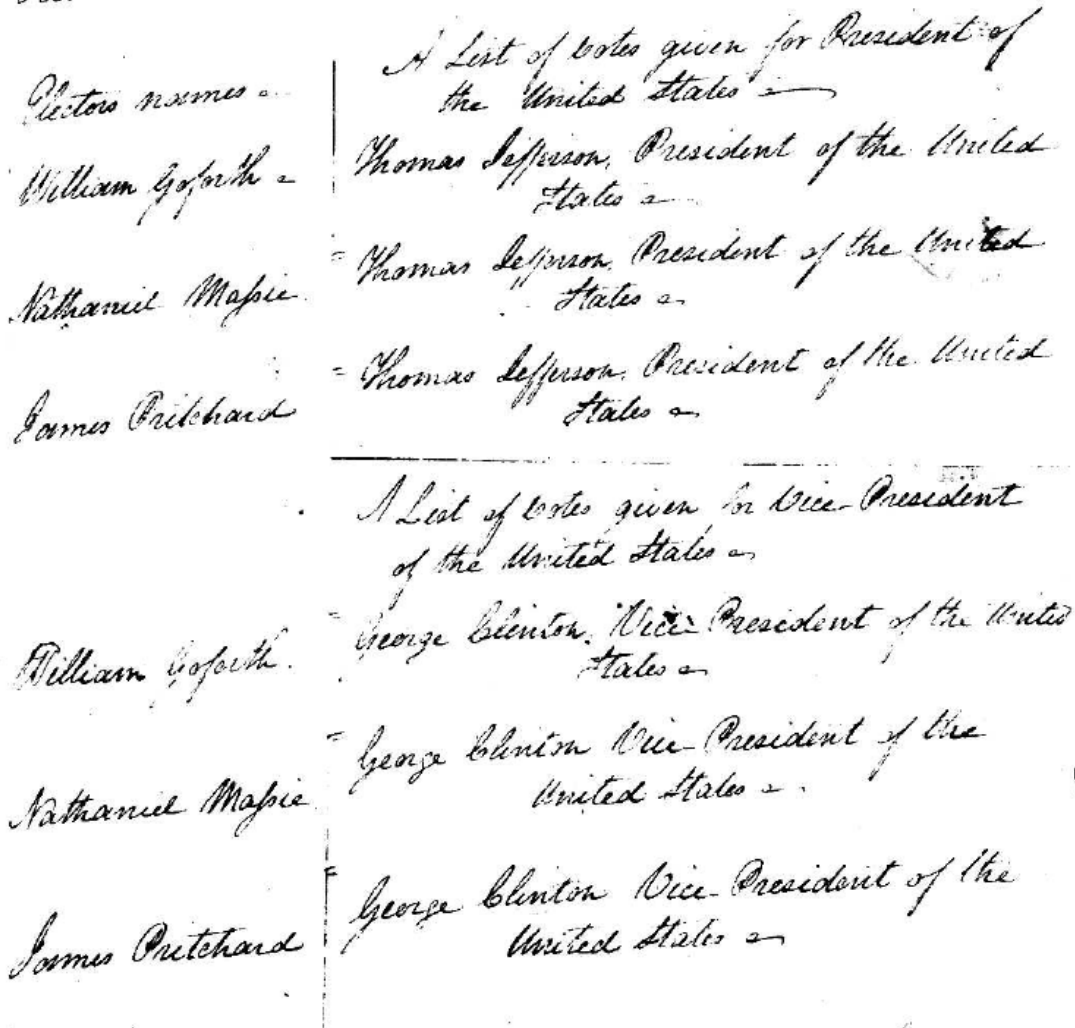 Electors names =
A List of votes given for President of
the United States =
William Goforth =
Thomas Jefferson, President of the United
States =
Nathaniel Maſsie
= Thomas Jefferson, President of the United
States =
James Pritchard
= Thomas Jefferson, President of the United
States =
A List of votes given for Vice-President
of the United States =
William Goforth.
= George Clinton, Vice-President of the United
States =
Nathaniel Maſsie
= George Clinton Vice-President of the
United States =
James Pritchard
= George Clinton Vice-President of the
United States =